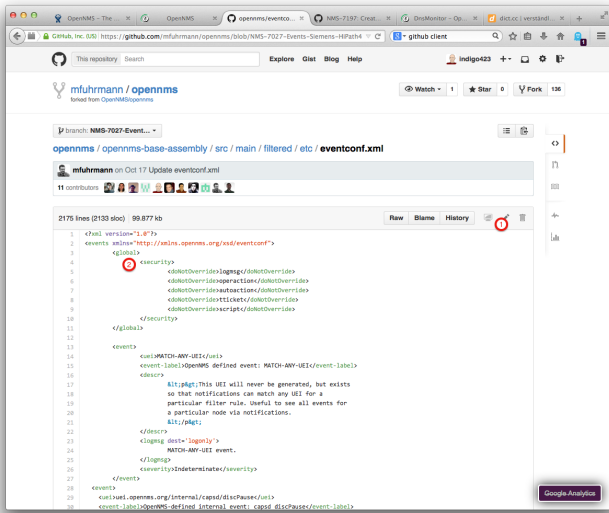 OpenNMS – The ...
OpenNMS
opennms/eventco...
NMS-7197: Creat...
DnsMonitor – Op...
dict.cc | verständl...
GitHub, Inc. (US) https://github.com/mfuhrmann/opennms/blob/NMS-7027-Events-Siemens-HiPath4
github client
This repository Search
Explore Gist Blog Help
indigo423
mfuhrmann / opennms
forked from OpenNMS/opennms
Watch 1
Star 0
Fork 136
branch: NMS-7027-Event...
opennms / opennms-base-assembly / src / main / filtered / etc / eventconf.xml
mfuhrmann on Oct 17 Update eventconf.xml
11 contributors
2175 lines (2133 sloc) 99.877 kb
Raw Blame History
1
1 <?xml version="1.0"?>
2 <events xmlns="http://xmlns.opennms.org/xsd/eventconf">
3 <global>
4 <security>
2
5 <doNotOverride>logmsg</doNotOverride>
6 <doNotOverride>operaction</doNotOverride>
7 <doNotOverride>autoaction</doNotOverride>
8 <doNotOverride>tticket</doNotOverride>
9 <doNotOverride>script</doNotOverride>
10 </security>
11 </global>
12
13 <event>
14 <uei>MATCH-ANY-UEI</uei>
15 <event-label>OpenNMS defined event: MATCH-ANY-UEI</event-label>
16 <descr>
17 &lt;p&gt;This UEI will never be generated, but exists
18 so that notifications can match any UEI for a
19 particular filter rule. Useful to see all events for
20 a particular node via notifications.
21 &lt;/p&gt;
22 </descr>
23 <logmsg dest='logonly'>
24 MATCH-ANY-UEI event.
25 </logmsg>
26 <severity>Indeterminate</severity>
27 </event>
28 <event>
29 <uei>uei.opennms.org/internal/capsd/discPause</uei>
30 <event-label>OpenNMS-defined internal event: capsd discPause</event-label>
Google Analytics